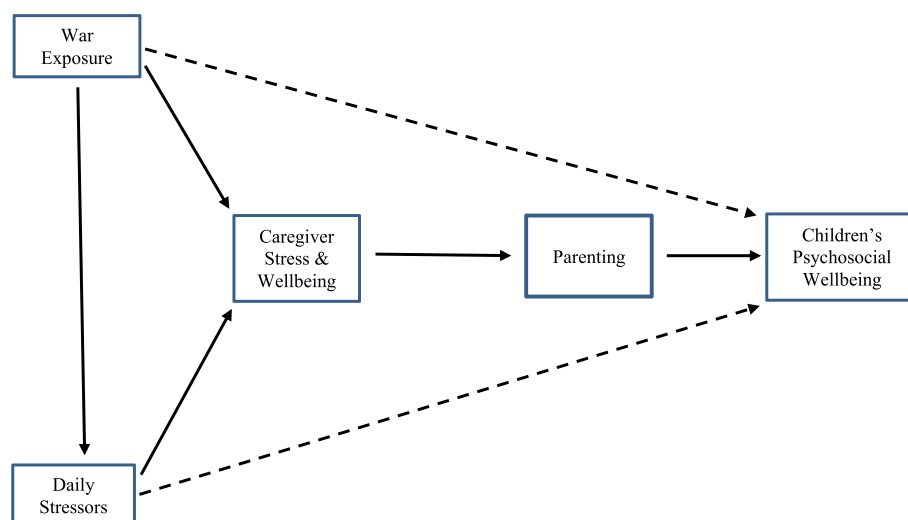 War
Exposure
Caregiver
Stress &
Wellbeing
Parenting
Children’s
Psychosocial
Wellbeing
Daily
Stressors